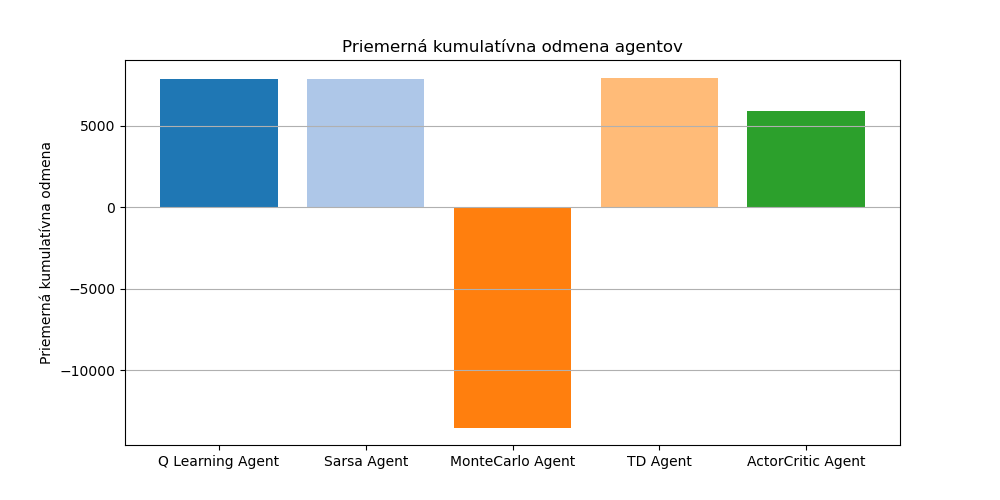 Priemerná kumulatívna odmena agentov
Priemerná kumulatívna odmena
5000
0
−5000
−10000
Q Learning Agent
Sarsa Agent
MonteCarlo Agent
TD Agent
ActorCritic Agent